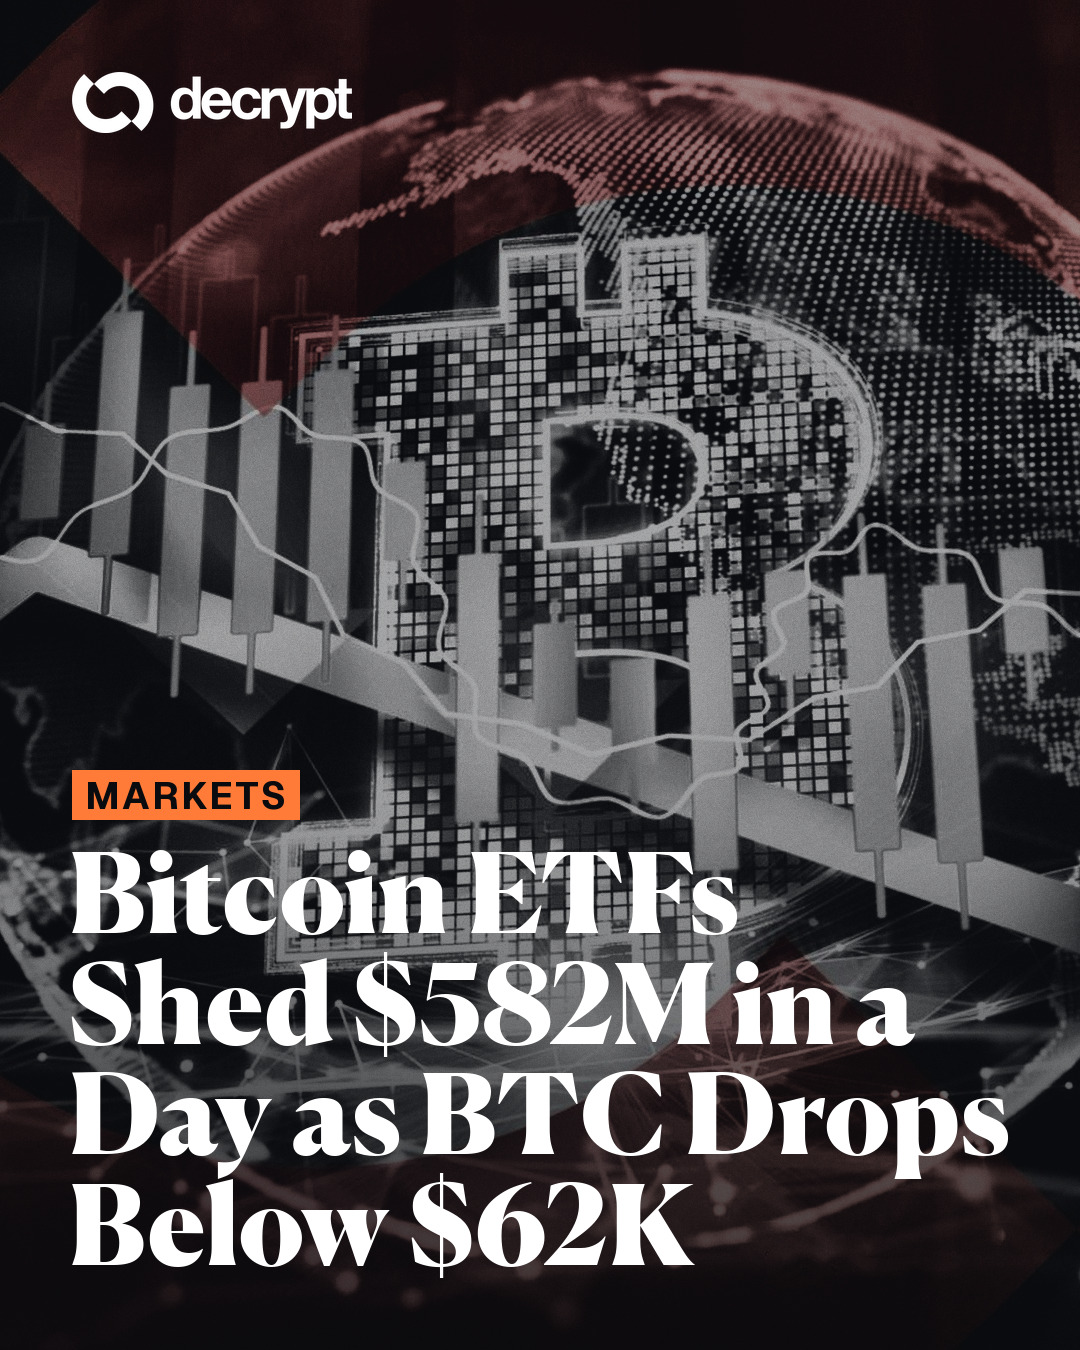 decrypt
MARKETS
Bitcoin ETFs
Shed $582M in a
Day as BTC Drops
Below $62K